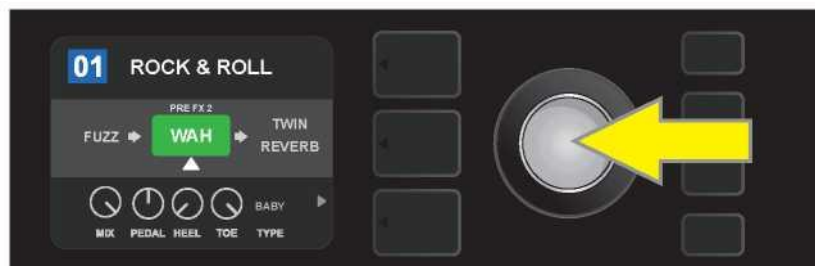 01 ROCK & ROLL
PRE FX 2
FUZZ WAH TWIN
REVERB
BABY
MIX PEDAL HEEL TOE TYPE